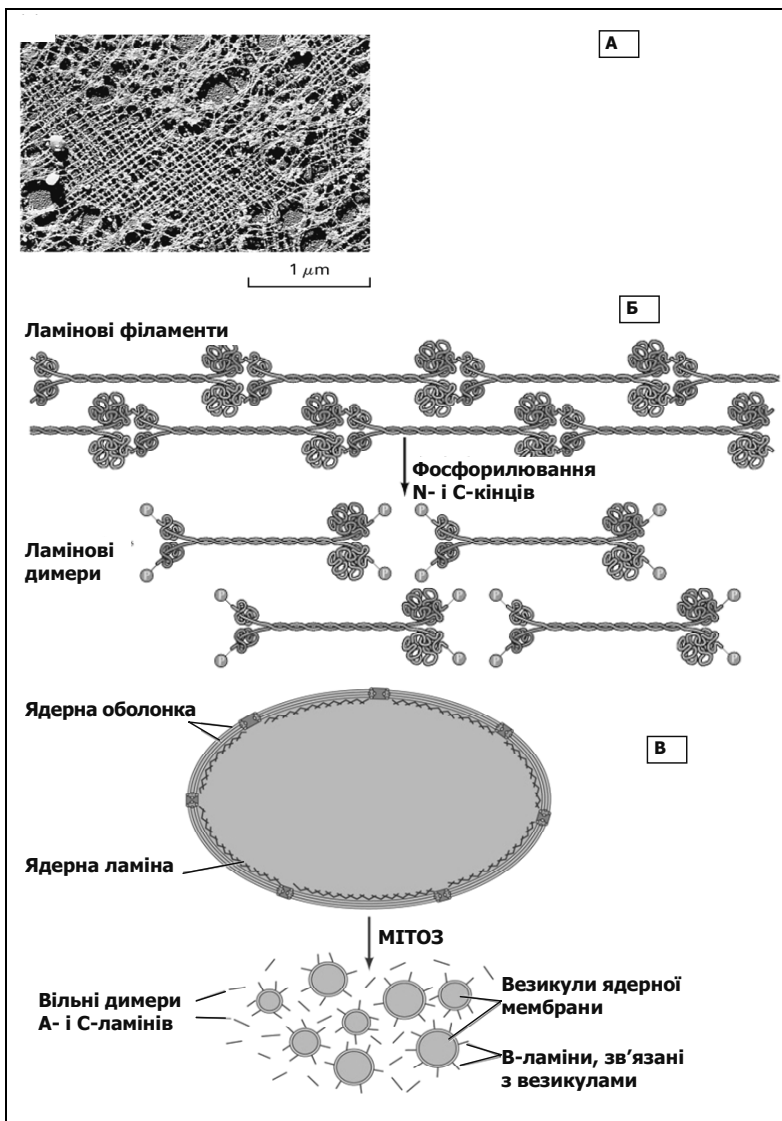 А
1 μm
Б
Ламінові філаменти
Фосфорилювання
N- і С-кінців
P P P P
Ламінові
димери
P P P P
P P P P
P P P P
Ядерна оболонка
В
Ядерна ламіна
МІТОЗ
Вільні димери
А- і С-ламінів
Везикули ядерної
мембрани
В-ламіни, зв’язані
з везикулами